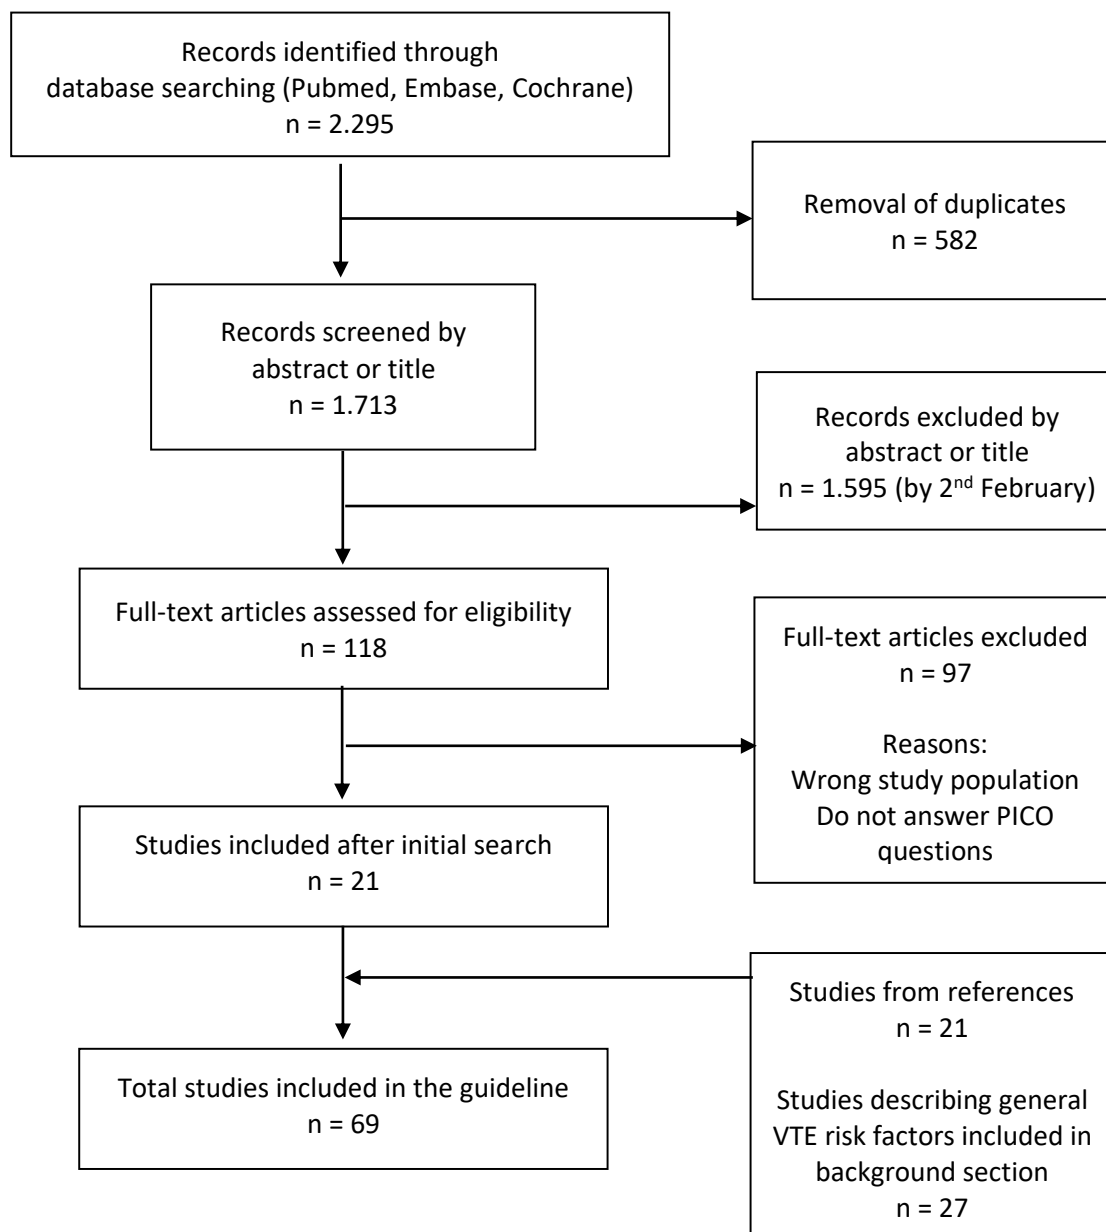 Records identified through
database searching (Pubmed, Embase, Cochrane)
n = 2.295
Removal of duplicates
n = 582
Records screened by
abstract or title
n = 1.713
Records excluded by
abstract or title
n = 1.595 (by 2nd February)
Full-text articles assessed for eligibility
n = 118
Full-text articles excluded
n = 97
Reasons:
Wrong study population
Do not answer PICO
questions
Studies included after initial search
n = 21
Studies from references
n = 21
Studies describing general
VTE risk factors included in
background section
n = 27
Total studies included in the guideline
n = 69